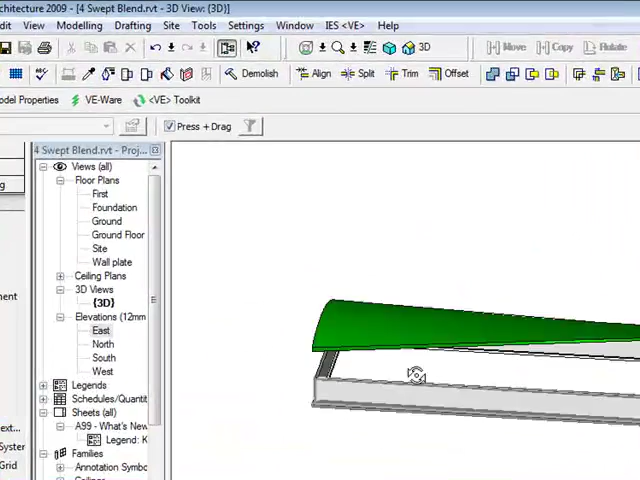 chitecture 2009 - [4 Swept Blend.rvt - 3D View: {3D}]
dit View Modelling Drafting Site Tools Settings Window IES <VE> Help
3D Move Copy Rotate
Demolish Align Split Trim Offset
odel Properties VE-Ware <VE> Toolkit
Press + Drag
4 Swept Blend.rvt - Proj...
Views (all)
Floor Plans
First
Foundation
Ground
Ground Floor
Site
Wall plate
Ceiling Plans
3D Views
{3D}
Elevations (12mm
East
North
South
West
Legends
Schedules/Quantit
Sheets (all)
A99 - What's New
Legend: K
Families
Annotation Symbo
Ceilings
g
nent
ext...
System
Grid